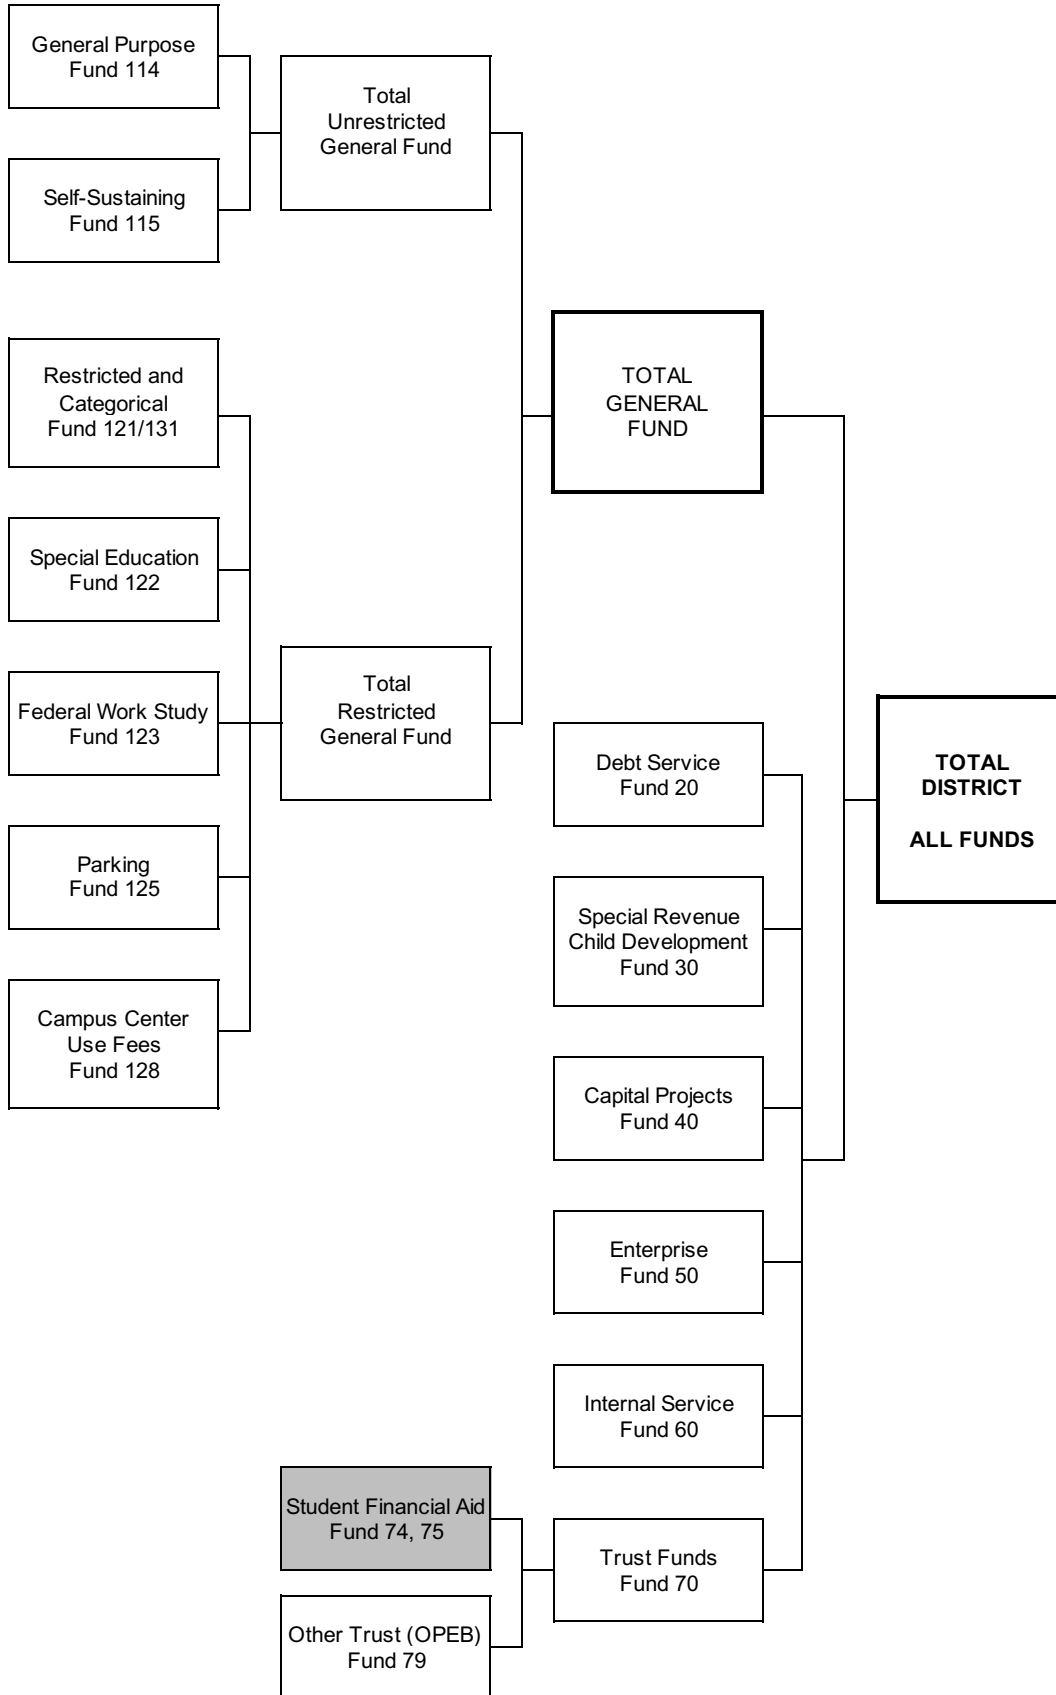 General Purpose
Fund 114
Total
Unrestricted
General Fund
Self-Sustaining
Fund 115
Restricted and
Categorical
Fund 121/131
TOTAL
GENERAL
FUND
Special Education
Fund 122
Federal Work Study
Fund 123
Total
Restricted
General Fund
Debt Service
Fund 20
TOTAL
DISTRICT
ALL FUNDS
Parking
Fund 125
Special Revenue
Child Development
Fund 30
Campus Center
Use Fees
Fund 128
Capital Projects
Fund 40
Enterprise
Fund 50
Internal Service
Fund 60
Student Financial Aid
Fund 74, 75
Trust Funds
Fund 70
Other Trust (OPEB)
Fund 79